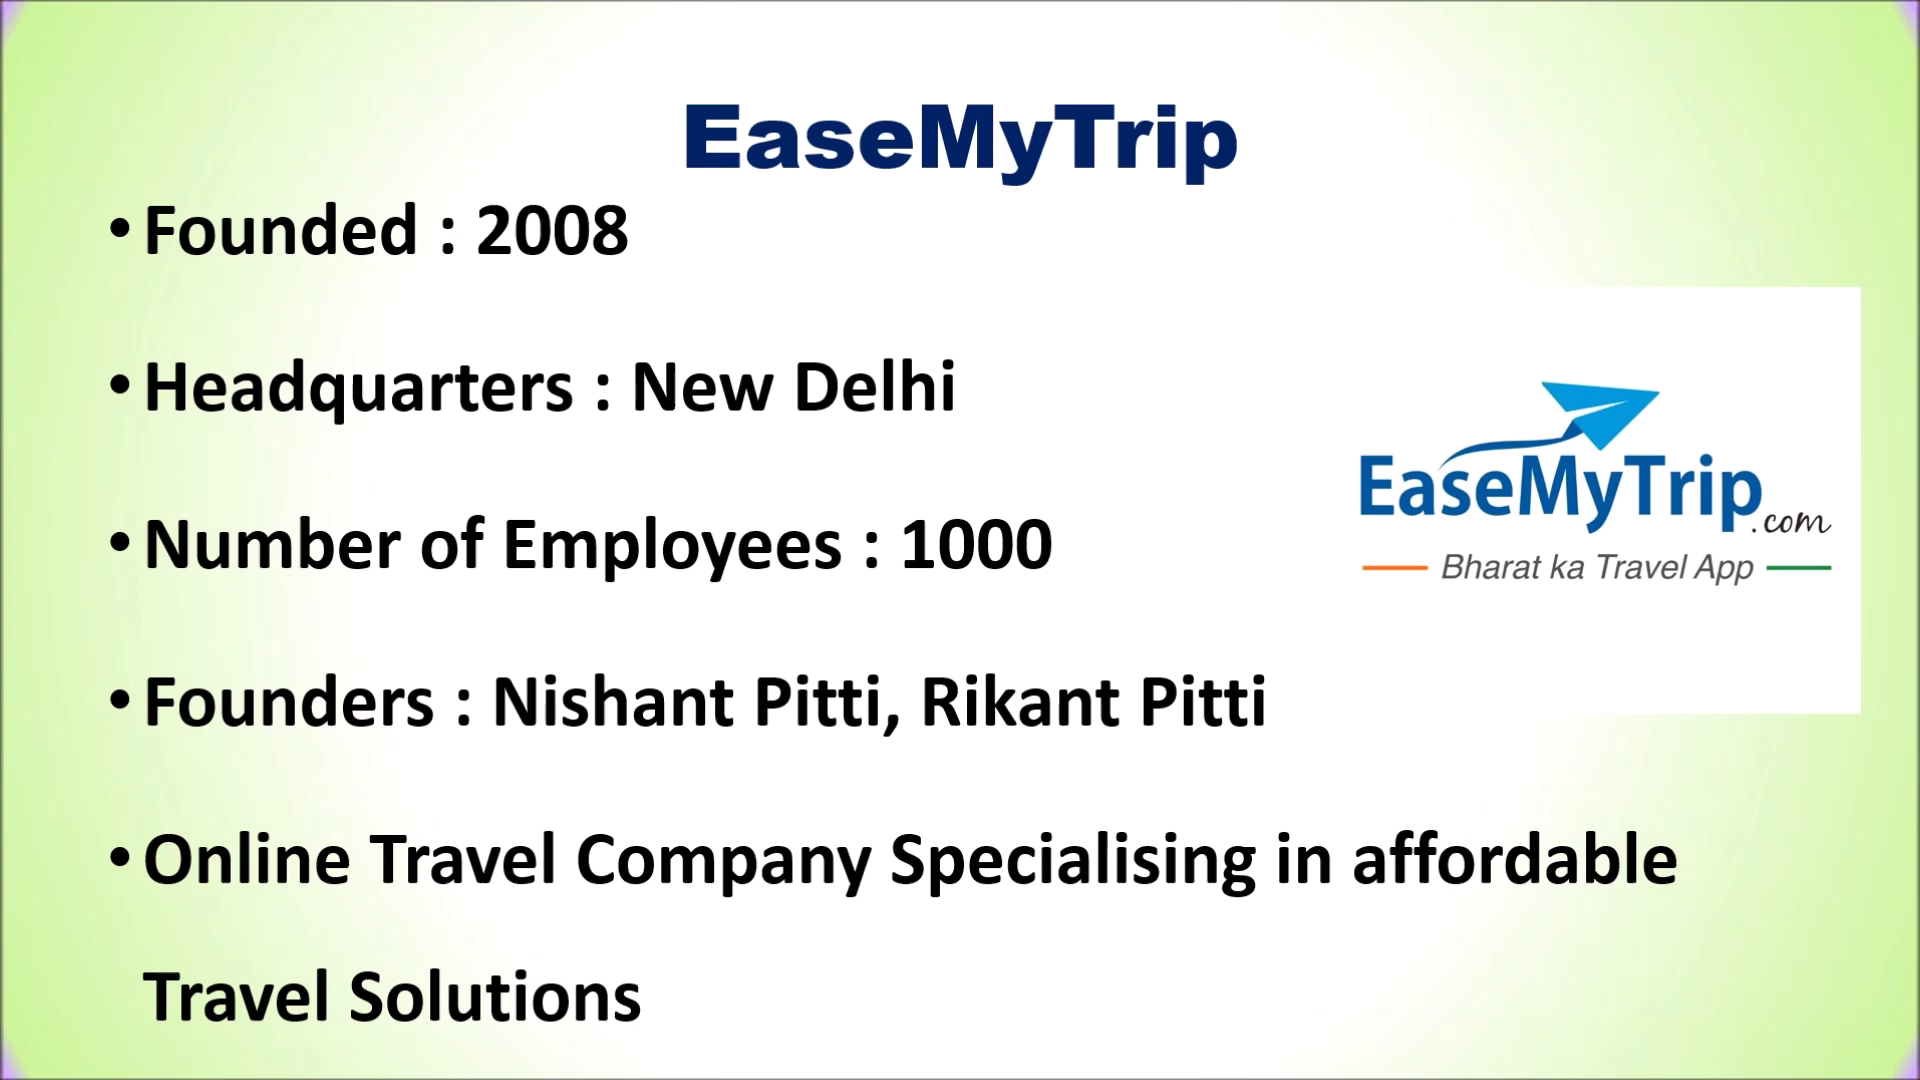 EaseMyTrip
• Founded : 2008
• Headquarters : New Delhi
• Number of Employees : 1000
• Founders : Nishant Pitti, Rikant Pitti
• Online Travel Company Specialising in affordable
Travel Solutions
EaseMyTrip
.com
Bharat ka Travel App